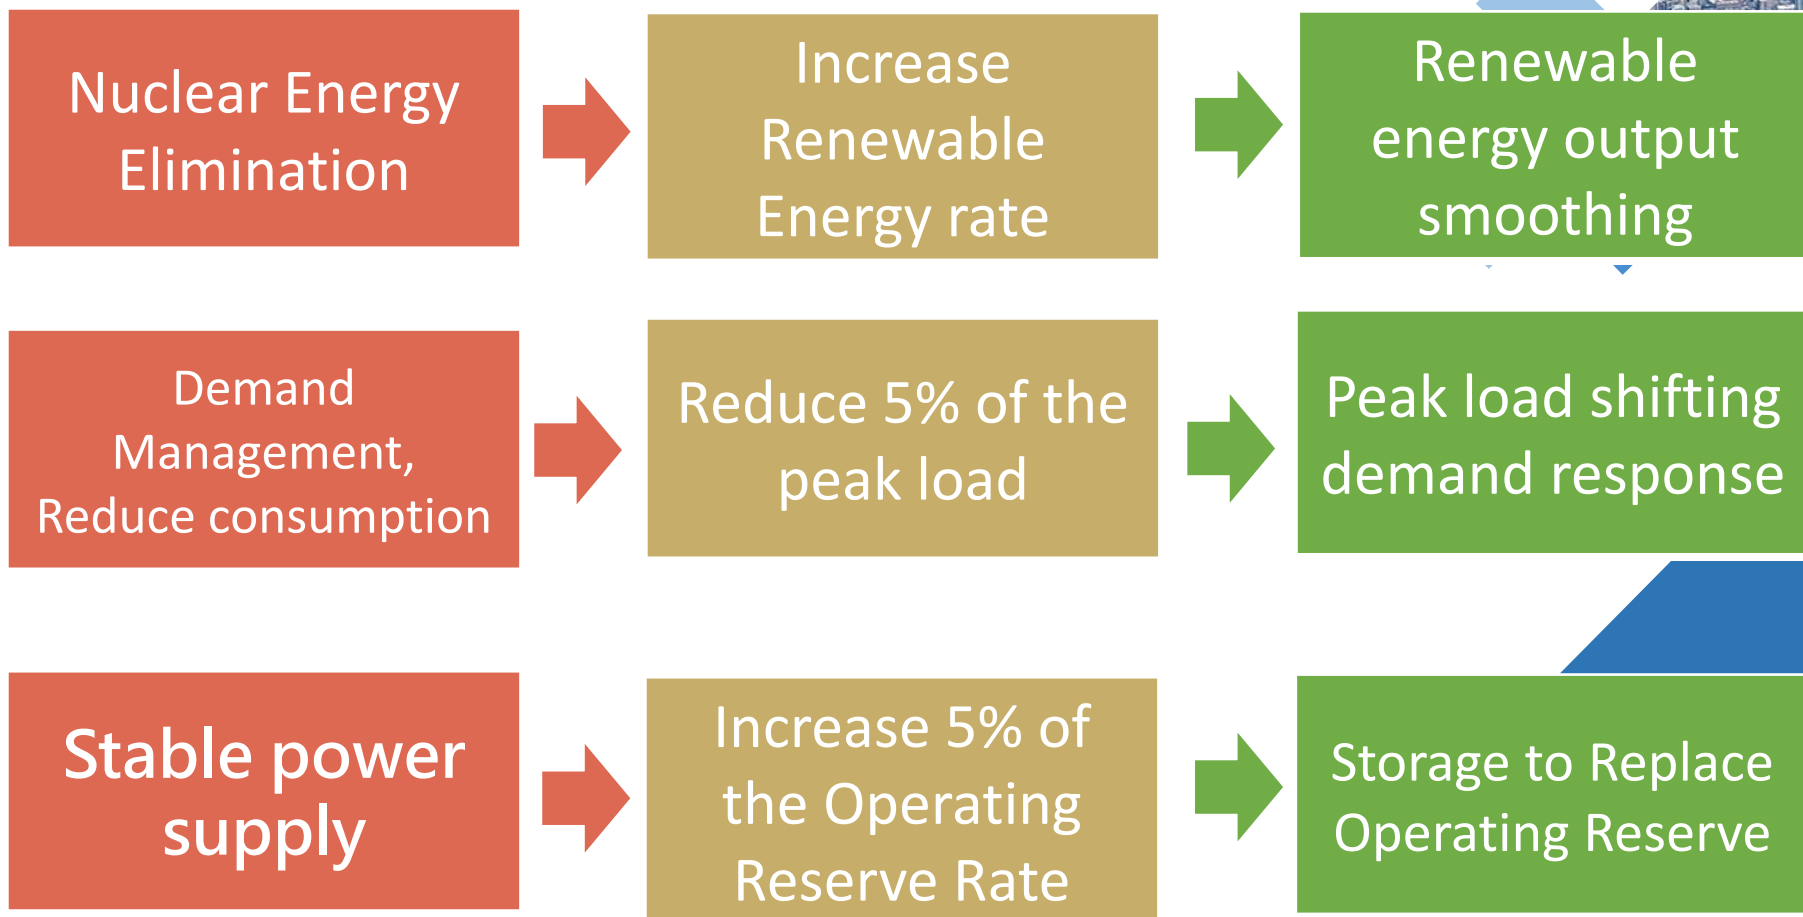 Nuclear Energy
Elimination
Increase
Renewable
Energy rate
Renewable
energy output
smoothing
Demand
Management,
Reduce consumption
Reduce 5% of the
peak load
Peak load shifting
demand response
Stable power
supply
Increase 5% of
the Operating
Reserve Rate
Storage to Replace
Operating Reserve